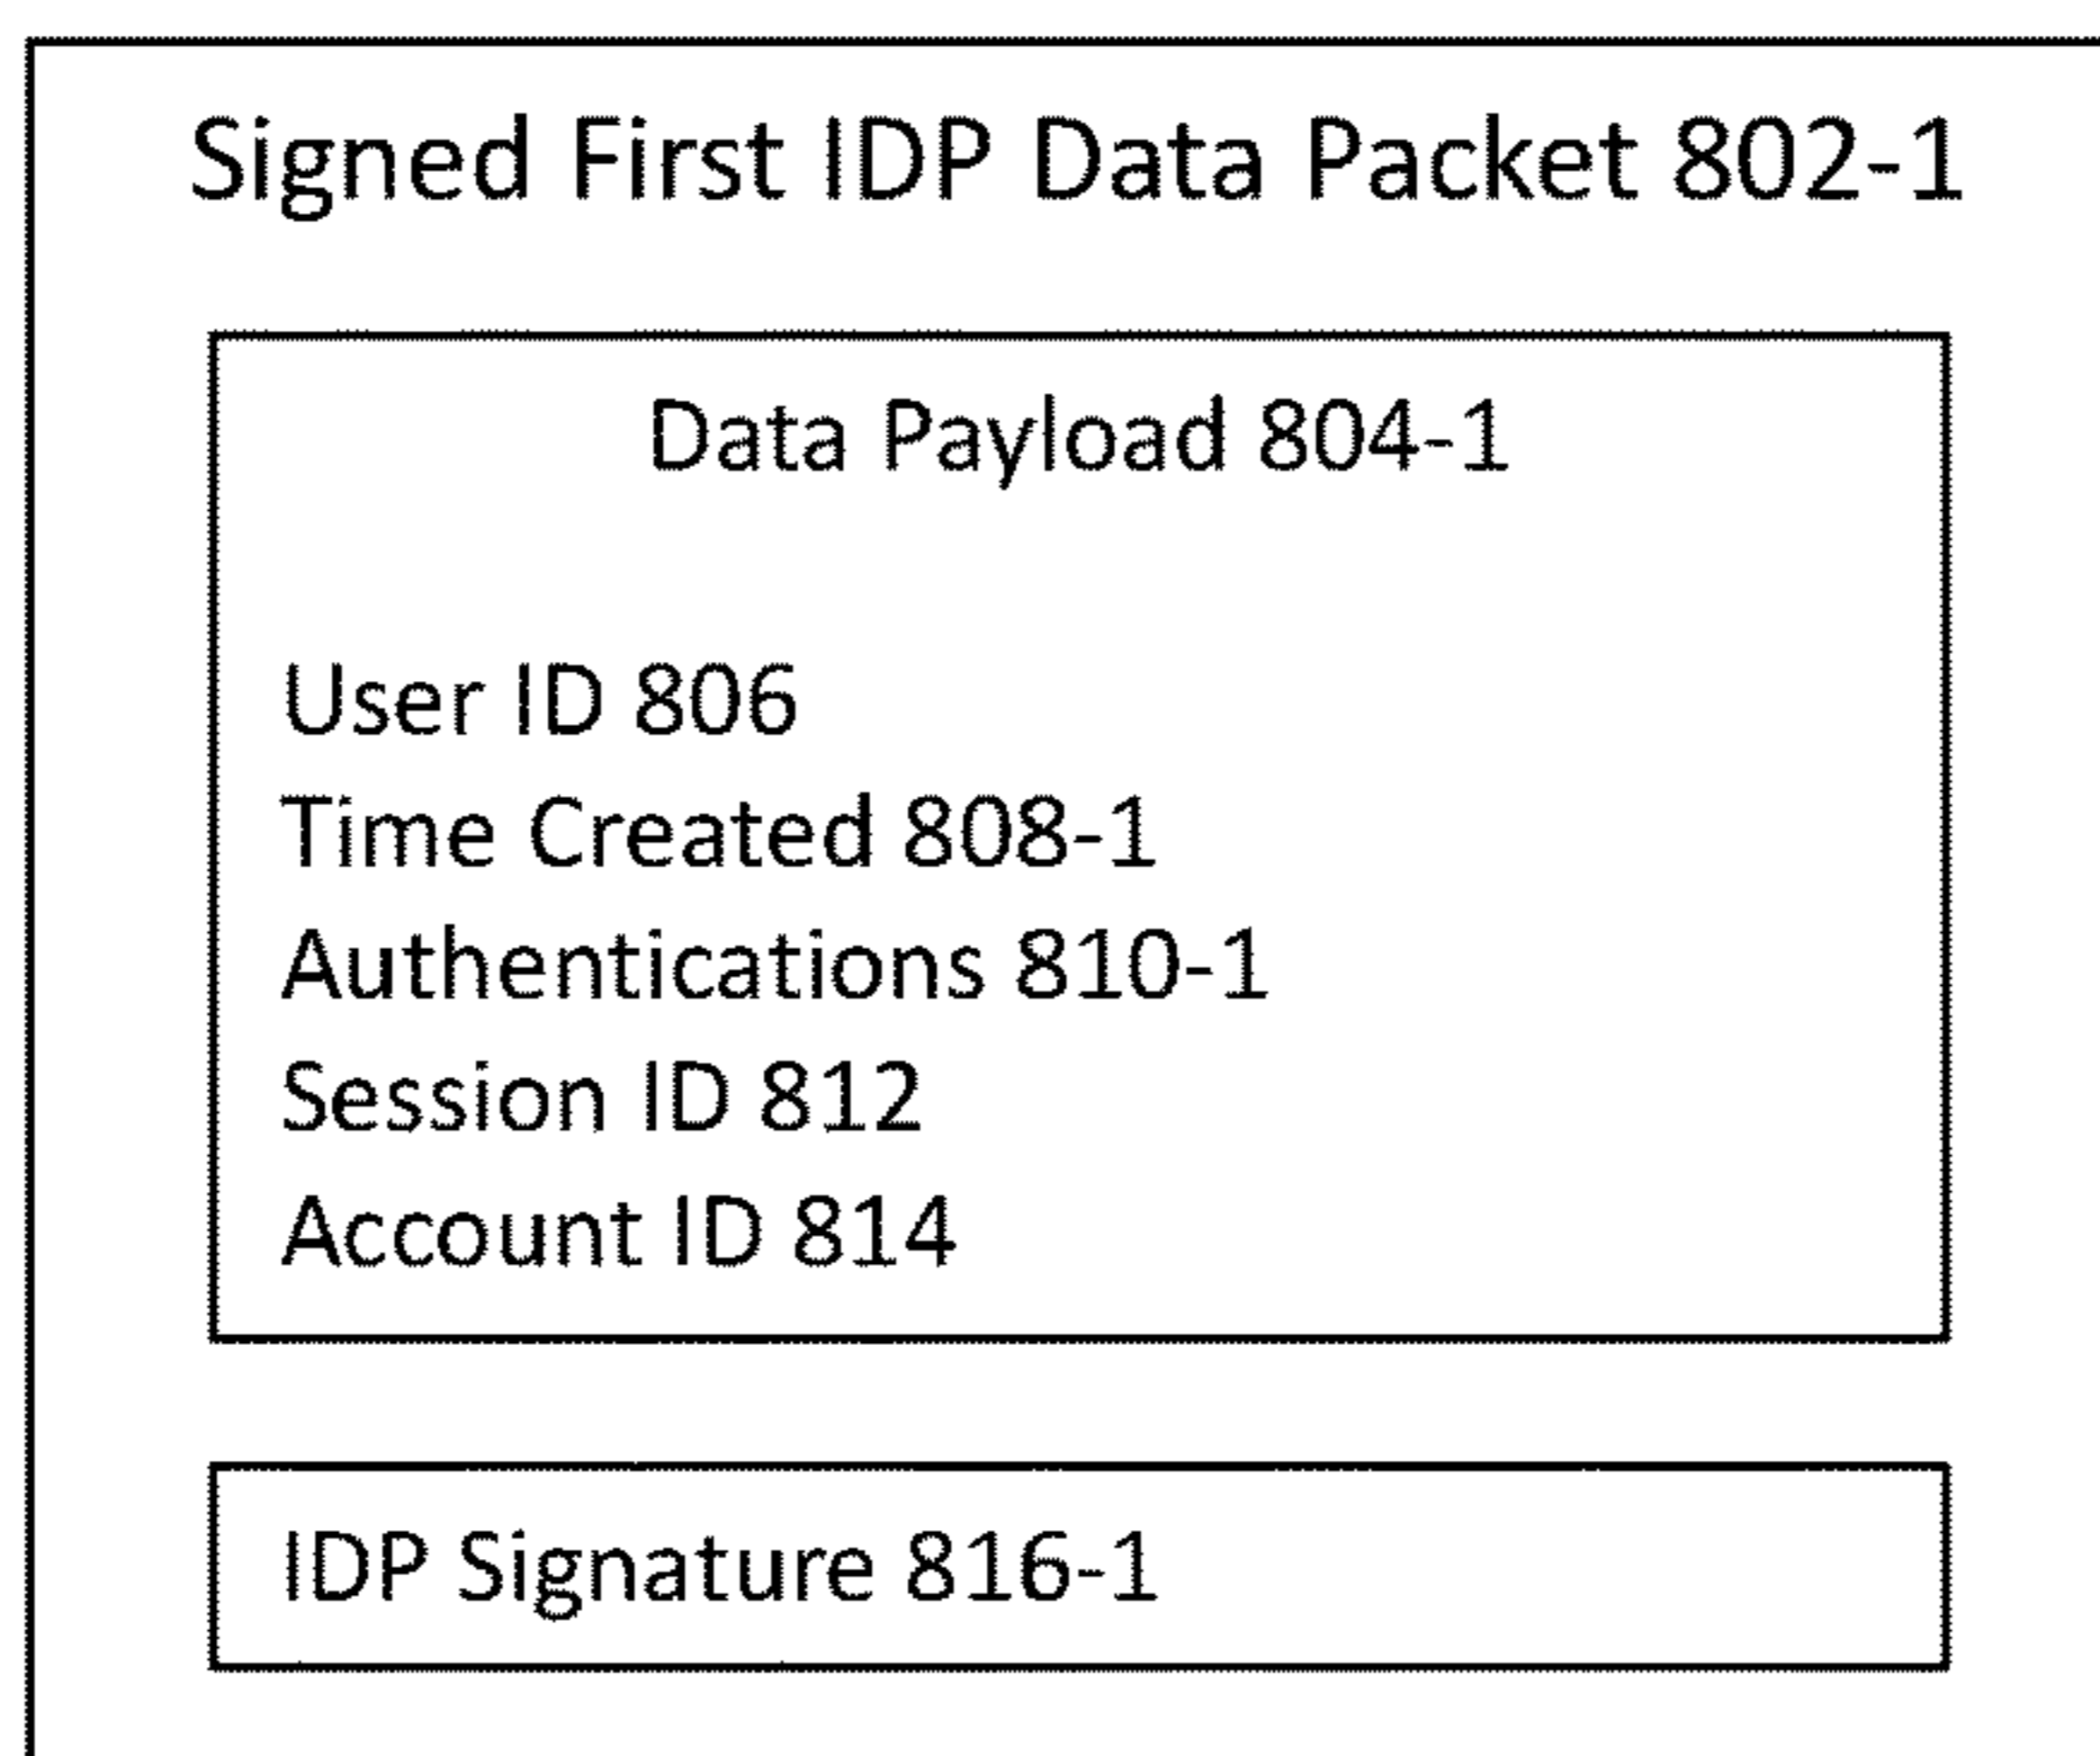 Signed First IDP Data Packet 802-1
Data Payload 804-1
User ID 806
Time Created 808-1
Authentications 810-1
Session ID 812
Account ID 814
IDP Signature 816-1